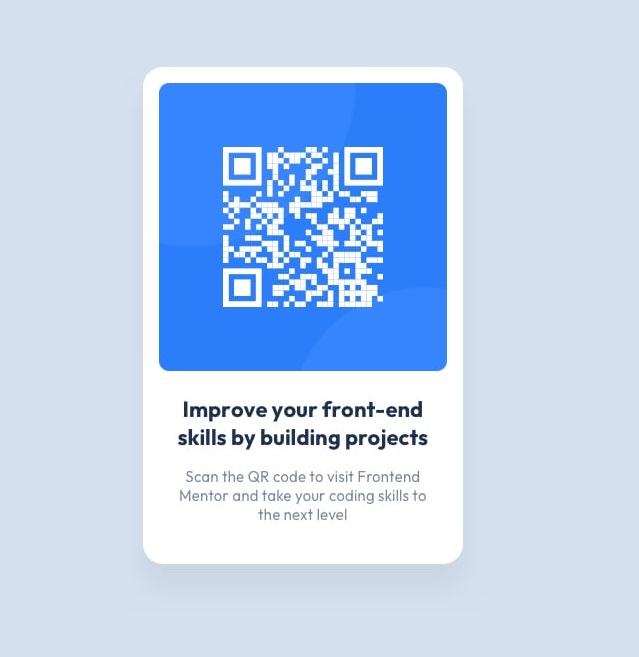 Improve your front-end
skills by building projects
Scan the QR code to visit Frontend
Mentor and take your coding skills to
the next level